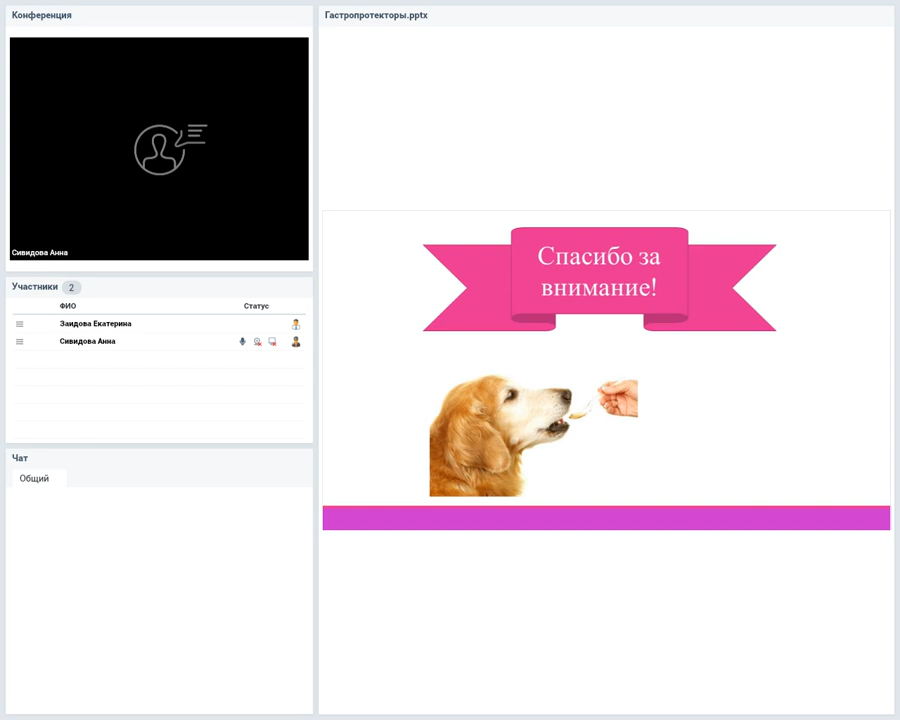 Конференция
Сивидова Анна
Участники 2
ФИО Статус
Заидова Екатерина
Сивидова Анна
Чат
Общий
Гастропротекторы.pptx
Спасибо за
внимание!